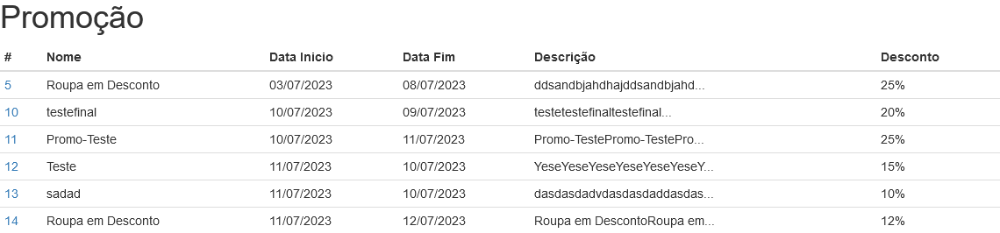 Promoção
# Nome Data Inicio Data Fim Descrição Desconto
5 Roupa em Desconto 03/07/2023 08/07/2023 ddsandbjahdhajddsandbjahd... 25%
10 testefinal 10/07/2023 09/07/2023 testetestefinaltestefinal... 20%
11 Promo-Teste 10/07/2023 11/07/2023 Promo-TestePromo-TestePro... 25%
12 Teste 11/07/2023 10/07/2023 YeseYeseYeseYeseYeseYeseY... 15%
13 sadad 11/07/2023 10/07/2023 dasdasdadvdasdasdaddasdas... 10%
14 Roupa em Desconto 11/07/2023 12/07/2023 Roupa em DescontoRoupa em... 12%